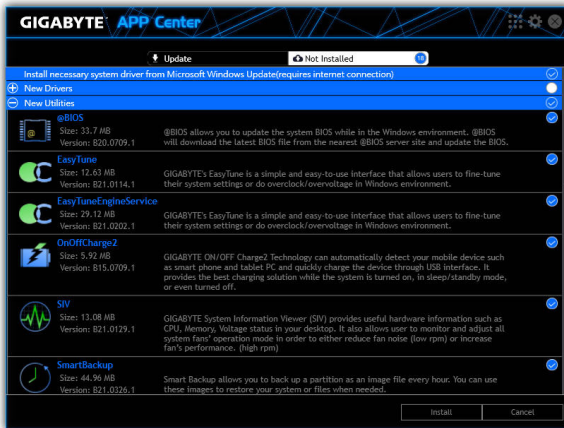 GIGABYTE™ APP Center
Update
Not Installed
18
Install necessary system driver from Microsoft Windows Update(requires internet connection)
New Drivers
New Utilities
@BIOS
Size: 33.7 MB
Version: B20.0709.1
@BIOS allows you to update the system BIOS while in the Windows environment. @BIOS
will download the latest BIOS file from the nearest @BIOS server site and update the BIOS.
EasyTune
Size: 12.63 MB
Version: B21.0114.1
GIGABYTE's EasyTune is a simple and easy-to-use interface that allows users to fine-tune
their system settings or do overclock/overvoltage in Windows environment.
EasyTuneEngineService
Size: 29.12 MB
Version: B21.0202.1
GIGABYTE's EasyTune is a simple and easy-to-use interface that allows users to fine-tune
their system settings or do overclock/overvoltage in Windows environment.
OnOffCharge2
Size: 5.92 MB
Version: B15.0709.1
GIGABYTE ON/OFF Charge2 Technology can automatically detect your mobile device such
as smart phone and tablet PC and quickly charge the device through USB interface. It
provides the best charging solution while the system is turned on, in sleep/standby mode,
or even turned off.
SIV
Size: 13.08 MB
Version: B21.0129.1
GIGABYTE System Information Viewer (SIV) provides useful hardware information such as
CPU, Memory, Voltage status in your desktop. It also allows user to monitor and adjust all
system fans' operation mode in order to either reduce fan noise (low rpm) or increase
fan's performance. (high rpm)
SmartBackup
Size: 44.96 MB
Version: B21.0326.1
Smart Backup allows you to back up a partition as an image file every hour. You can use
these images to restore your system or files when needed.
Install
Cancel